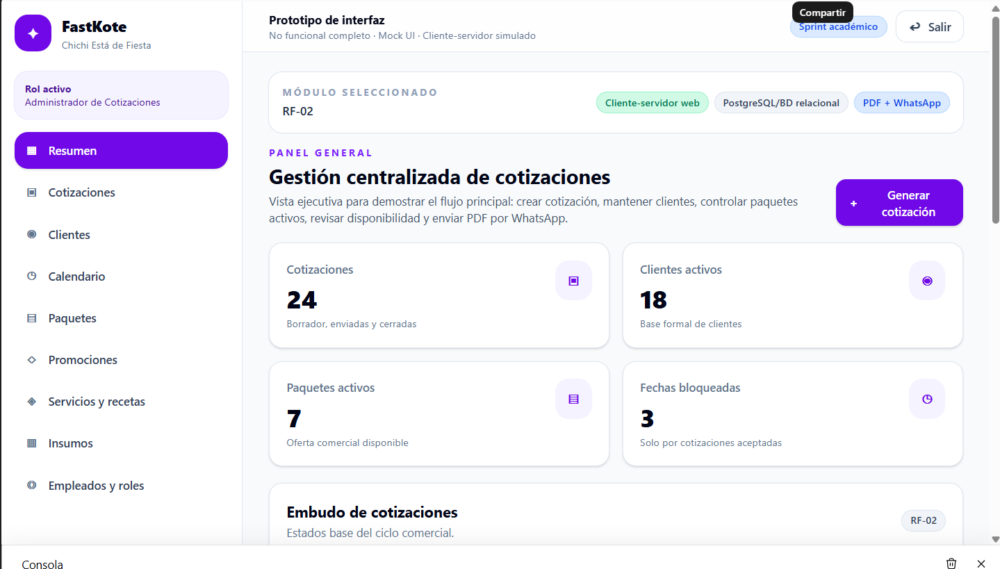 FastKote
Chichi Está de Fiesta
Rol activo
Administrador de Cotizaciones
Resumen
Cotizaciones
Clientes
Calendario
Paquetes
Promociones
Servicios y recetas
Insumos
Empleados y roles
Prototipo de interfaz
No funcional completo · Mock UI · Cliente-servidor simulado
Compartir
Sprint académico
Salir
MÓDULO SELECCIONADO
RF-02
Cliente-servidor web
PostgreSQL/BD relacional
PDF + WhatsApp
PANEL GENERAL
Gestión centralizada de cotizaciones
Vista ejecutiva para demostrar el flujo principal: crear cotización, mantener clientes, controlar paquetes
activos, revisar disponibilidad y enviar PDF por WhatsApp.
+ Generar
cotización
Cotizaciones
24
Borrador, enviadas y cerradas
Clientes activos
18
Base formal de clientes
Paquetes activos
7
Oferta comercial disponible
Fechas bloqueadas
3
Solo por cotizaciones aceptadas
Embudo de cotizaciones
Estados base del ciclo comercial.
RF-02
Consola